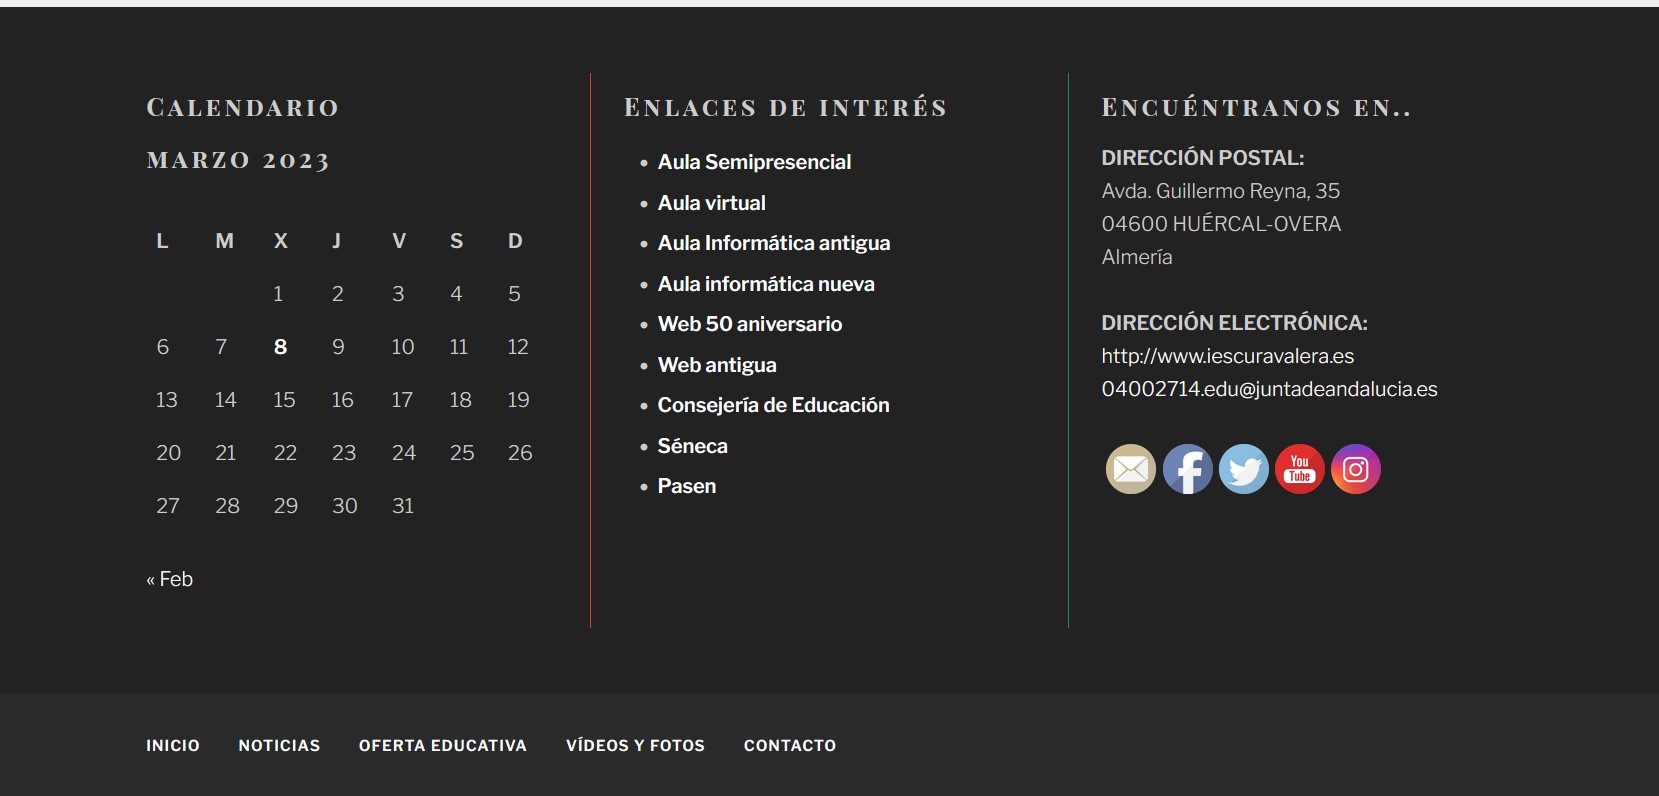 Calendario
marzo 2023
L M X J V S D
1 2 3 4 5
6 7 8 9 10 11 12
13 14 15 16 17 18 19
20 21 22 23 24 25 26
27 28 29 30 31
« Feb
Enlaces de interés
Aula Semipresencial
Aula virtual
Aula Informática antigua
Aula informática nueva
Web 50 aniversario
Web antigua
Consejería de Educación
Séneca
Pasen
Encuéntranos en..
DIRECCIÓN POSTAL:
Avda. Guillermo Reyna, 35
04600 HUÉRCAL-OVERA
Almería
DIRECCIÓN ELECTRÓNICA:
http://www.iescuravalera.es
04002714.edu@juntadeandalucia.es
You
Tube
INICIO NOTICIAS OFERTA EDUCATIVA VÍDEOS Y FOTOS CONTACTO